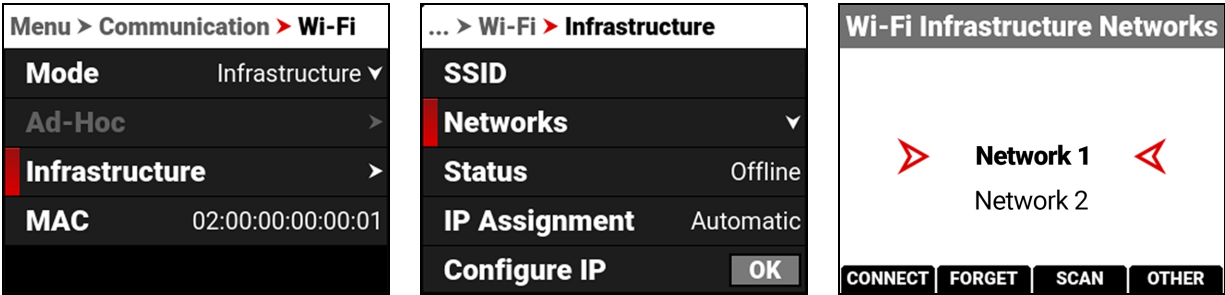 Menu > Communication > Wi-Fi
Mode Infrastructure
Ad-Hoc >
Infrastructure >
MAC 02:00:00:00:00:01
... > Wi-Fi > Infrastructure
SSID
Networks
Status Offline
IP Assignment Automatic
Configure IP OK
Wi-Fi Infrastructure Networks
Network 1
Network 2
CONNECT FORGET SCAN OTHER